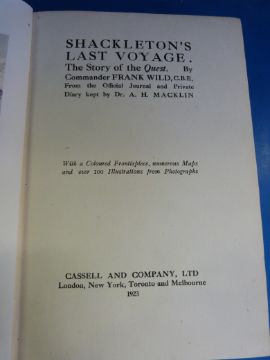 SHACKLETON'S
LAST VOYAGE.
The Story of the Quest. By
Commander FRANK WILD, C.B.E.
From the Official Journal and Private
Diary kept by Dr. A. H. MACKLIN
With a Coloured Frontispiece, numerous Maps
and over 100 Illustrations from Photographs
CASSELL AND COMPANY, LTD
London, New York, Toronto and Melbourne
1923